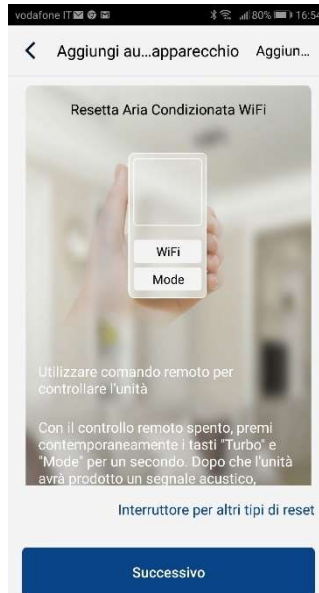 vodafone IT 80% 16:54
Aggiungi au...apparecchio Aggiun...
Resetta Aria Condizionata WiFi
WiFi
Mode
Utilizzare comando remoto per
controllare l'unità
Con il controllo remoto spento, premi
contemporaneamente i tasti "Turbo" e
"Mode" per un secondo. Dopo che l'unità
avrà prodotto un segnale acustico,
Interruttore per altri tipi di reset
Successivo